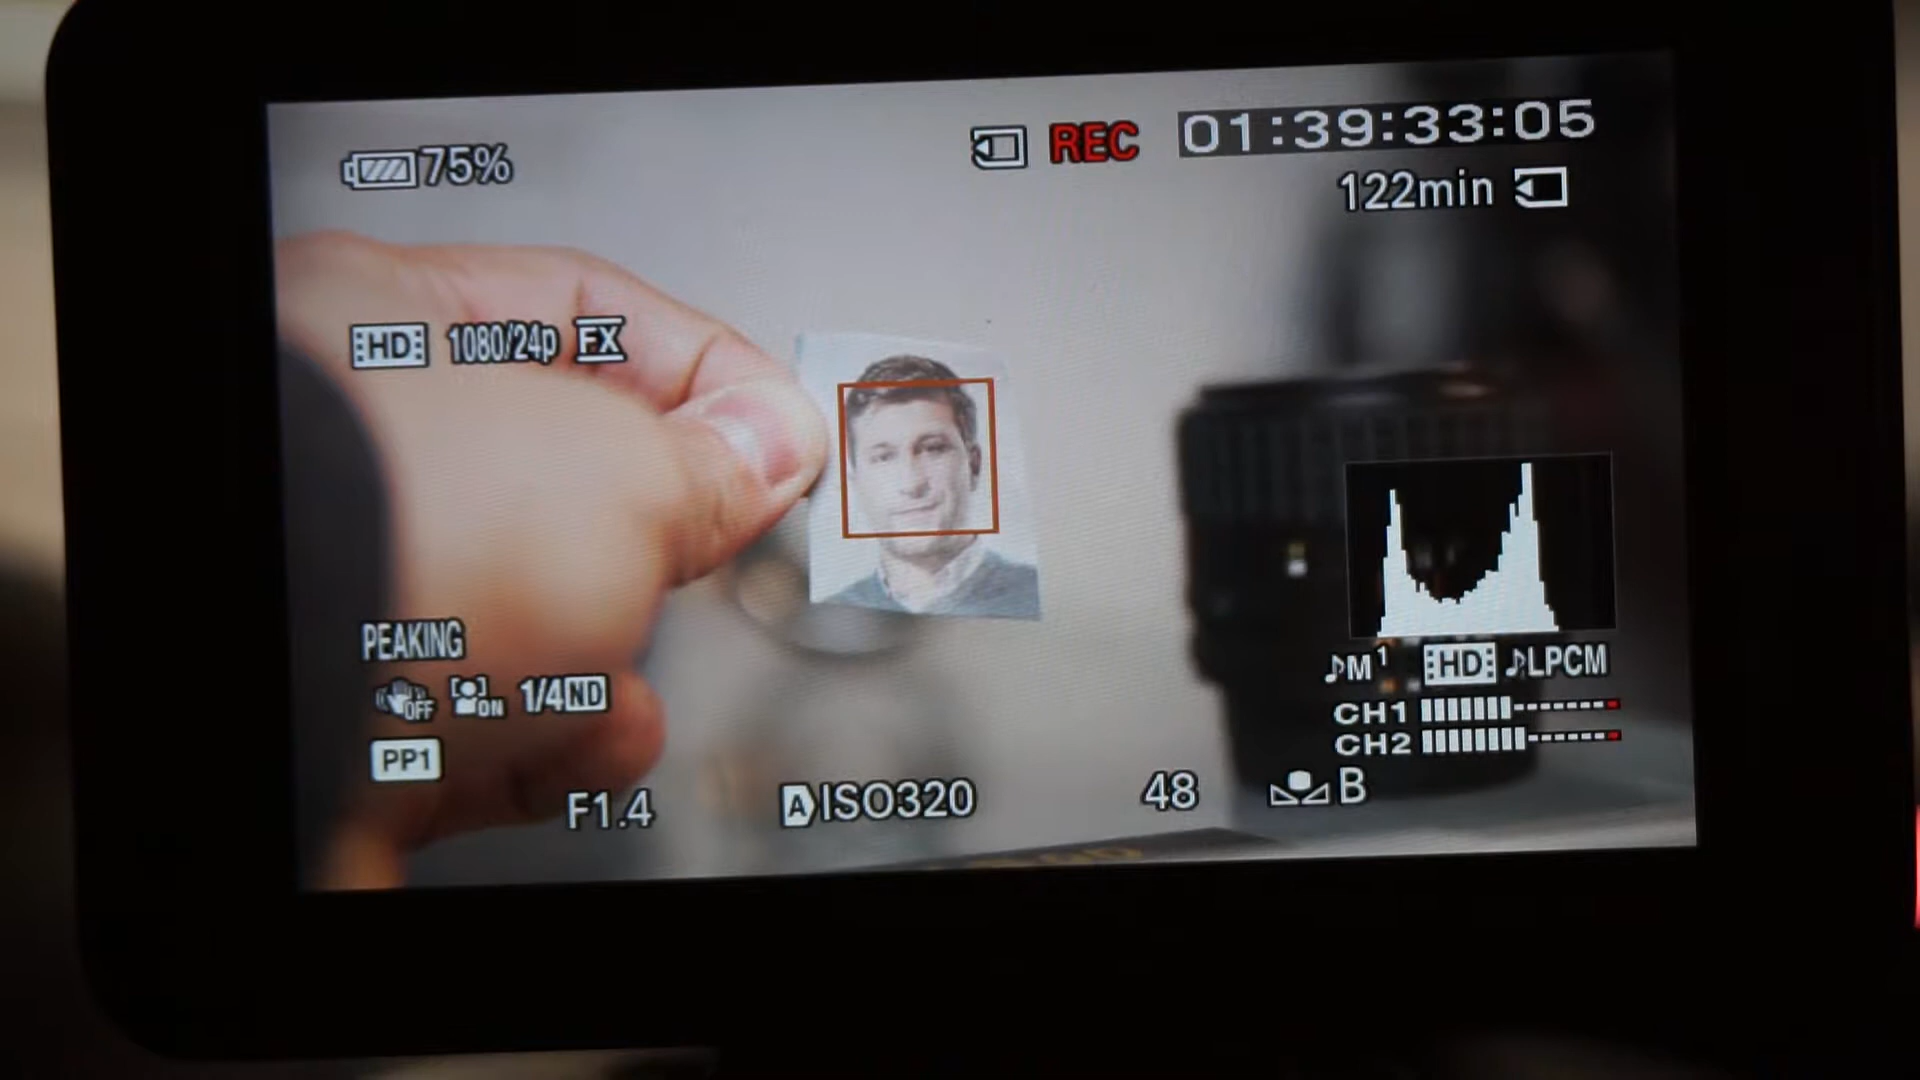 75%
REC 01:39:33:05
122min
HD 1080/24p FX
PEAKING
OFF ON 1/4ND
PP1
♪M1 HD ♪LPCM
CH1
CH2
F1.4 A ISO320 48 B